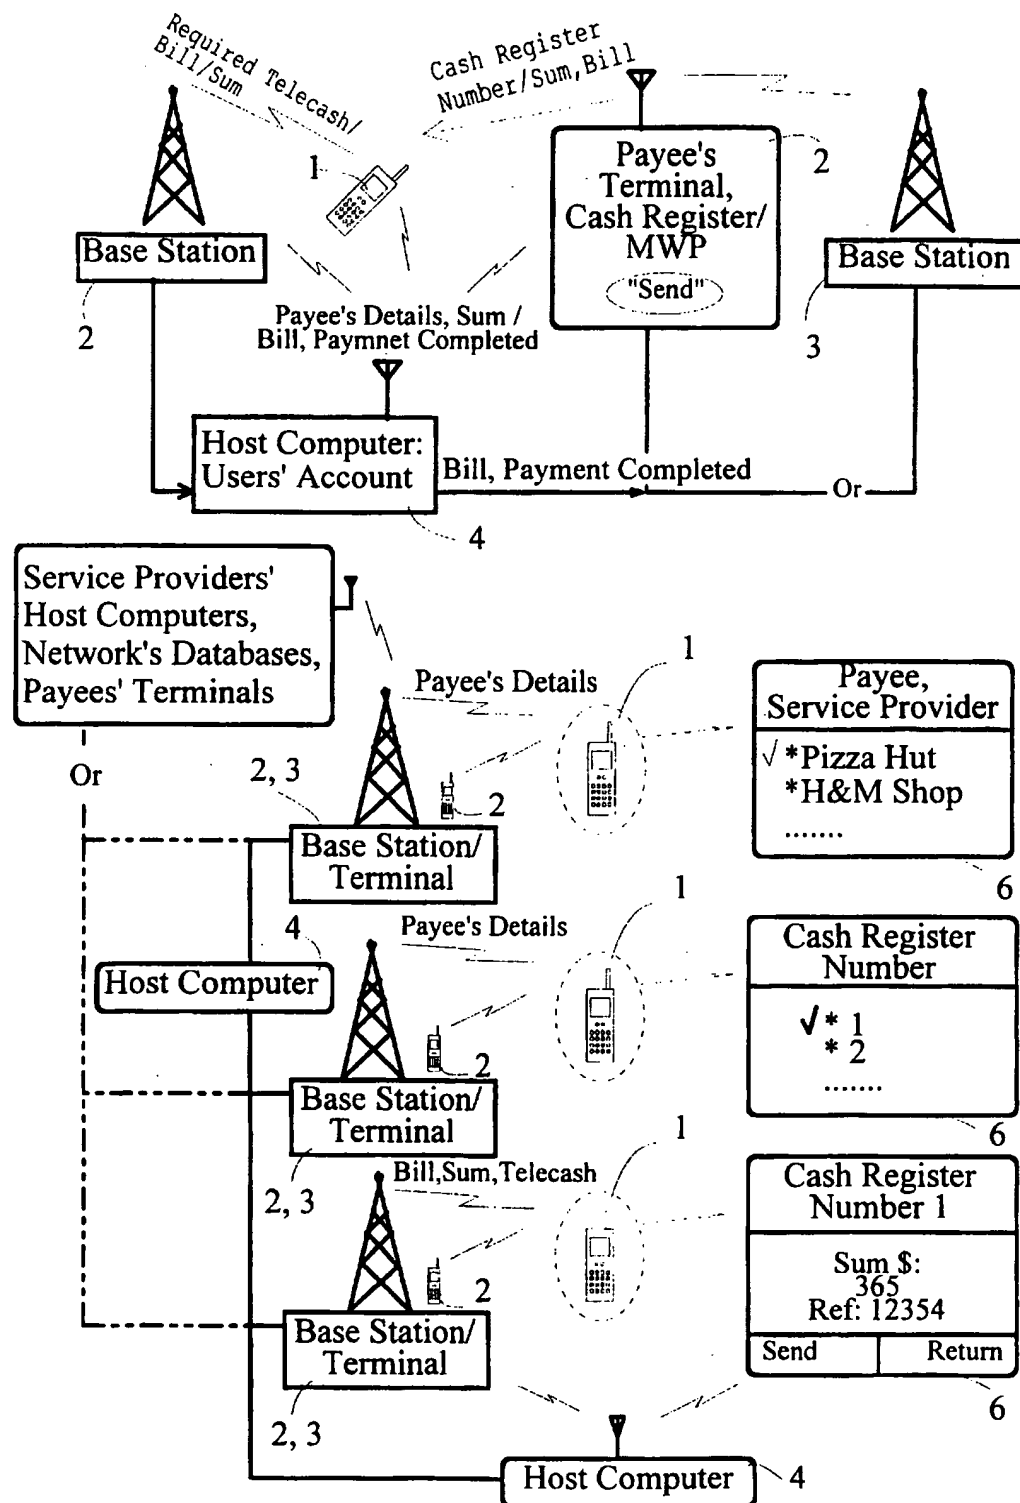 Required Telecash/
Bill/Sum
Cash Register
Number/Sum,Bill
1
Payee's
Terminal,
Cash Register/
MWP
"Send"
2
Base Station
2
Base Station
3
Payee's Details, Sum /
Bill, Paymnet Completed
Host Computer:
Users' Account
Bill, Payment Completed
Or
4
Service Providers'
Host Computers,
Network's Databases,
Payees' Terminals
Or
Payee's Details
1
Payee,
Service Provider
√ *Pizza Hut
*H&M Shop
.......
6
2, 3
2
Base Station/
Terminal
4
Host Computer
Payee's Details
1
Cash Register
Number
√ * 1
* 2
.......
6
2
Base Station/
Terminal
2, 3
Bill,Sum,Telecash
1
Cash Register
Number 1
Sum $:
365
Ref: 12354
Send
Return
6
2
Base Station/
Terminal
2, 3
Host Computer
4